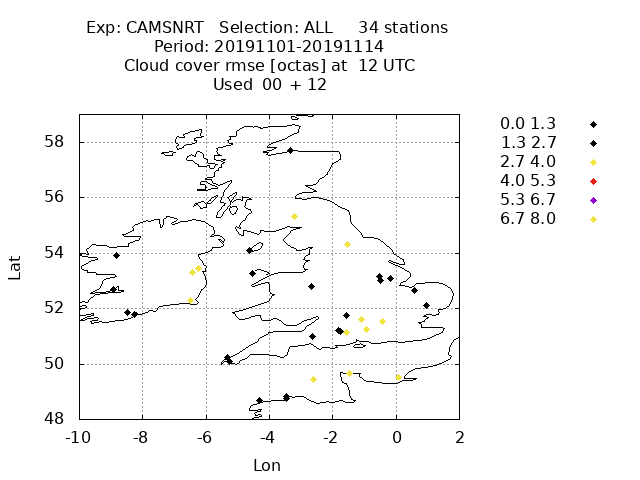 Exp: CAMSNRT   Selection: ALL     34 stations
Period: 20191101-20191114
Cloud cover rmse [octas] at  12 UTC
Used  00 + 12
0.0 1.3
1.3 2.7
2.7 4.0
4.0 5.3
5.3 6.7
6.7 8.0
58
56
54
52
50
48
Lat
-10 -8 -6 -4 -2 0 2
Lon